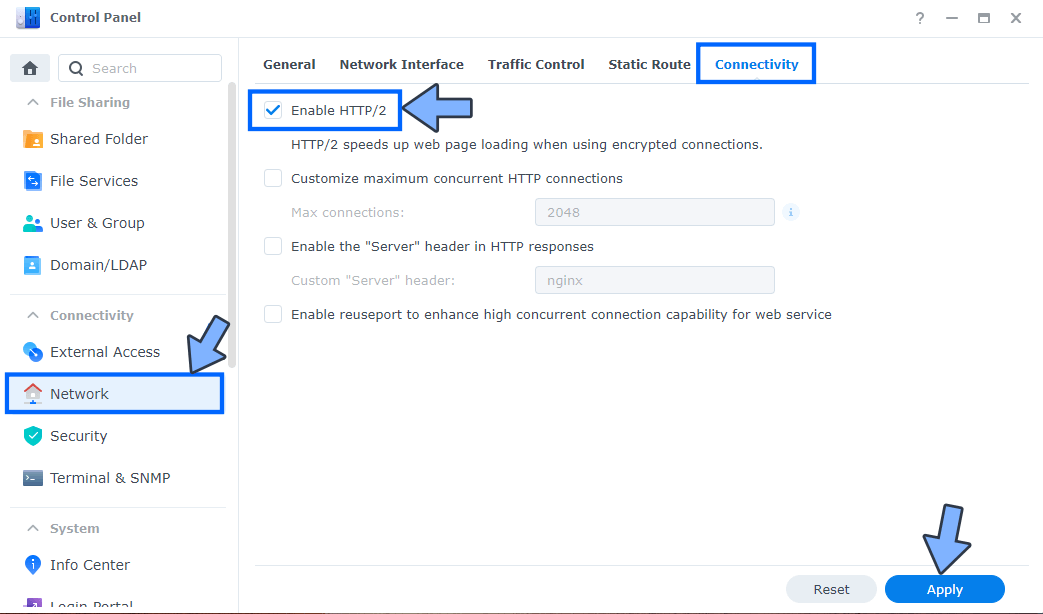 Control Panel
?
Search
File Sharing
Shared Folder
File Services
User & Group
Domain/LDAP
Connectivity
External Access
Network
Security
Terminal & SNMP
System
Info Center
Login Portal
General Network Interface Traffic Control Static Route Connectivity
Enable HTTP/2
HTTP/2 speeds up web page loading when using encrypted connections.
Customize maximum concurrent HTTP connections
Max connections: 2048
Enable the "Server" header in HTTP responses
Custom "Server" header: nginx
Enable reuseport to enhance high concurrent connection capability for web service
Reset Apply